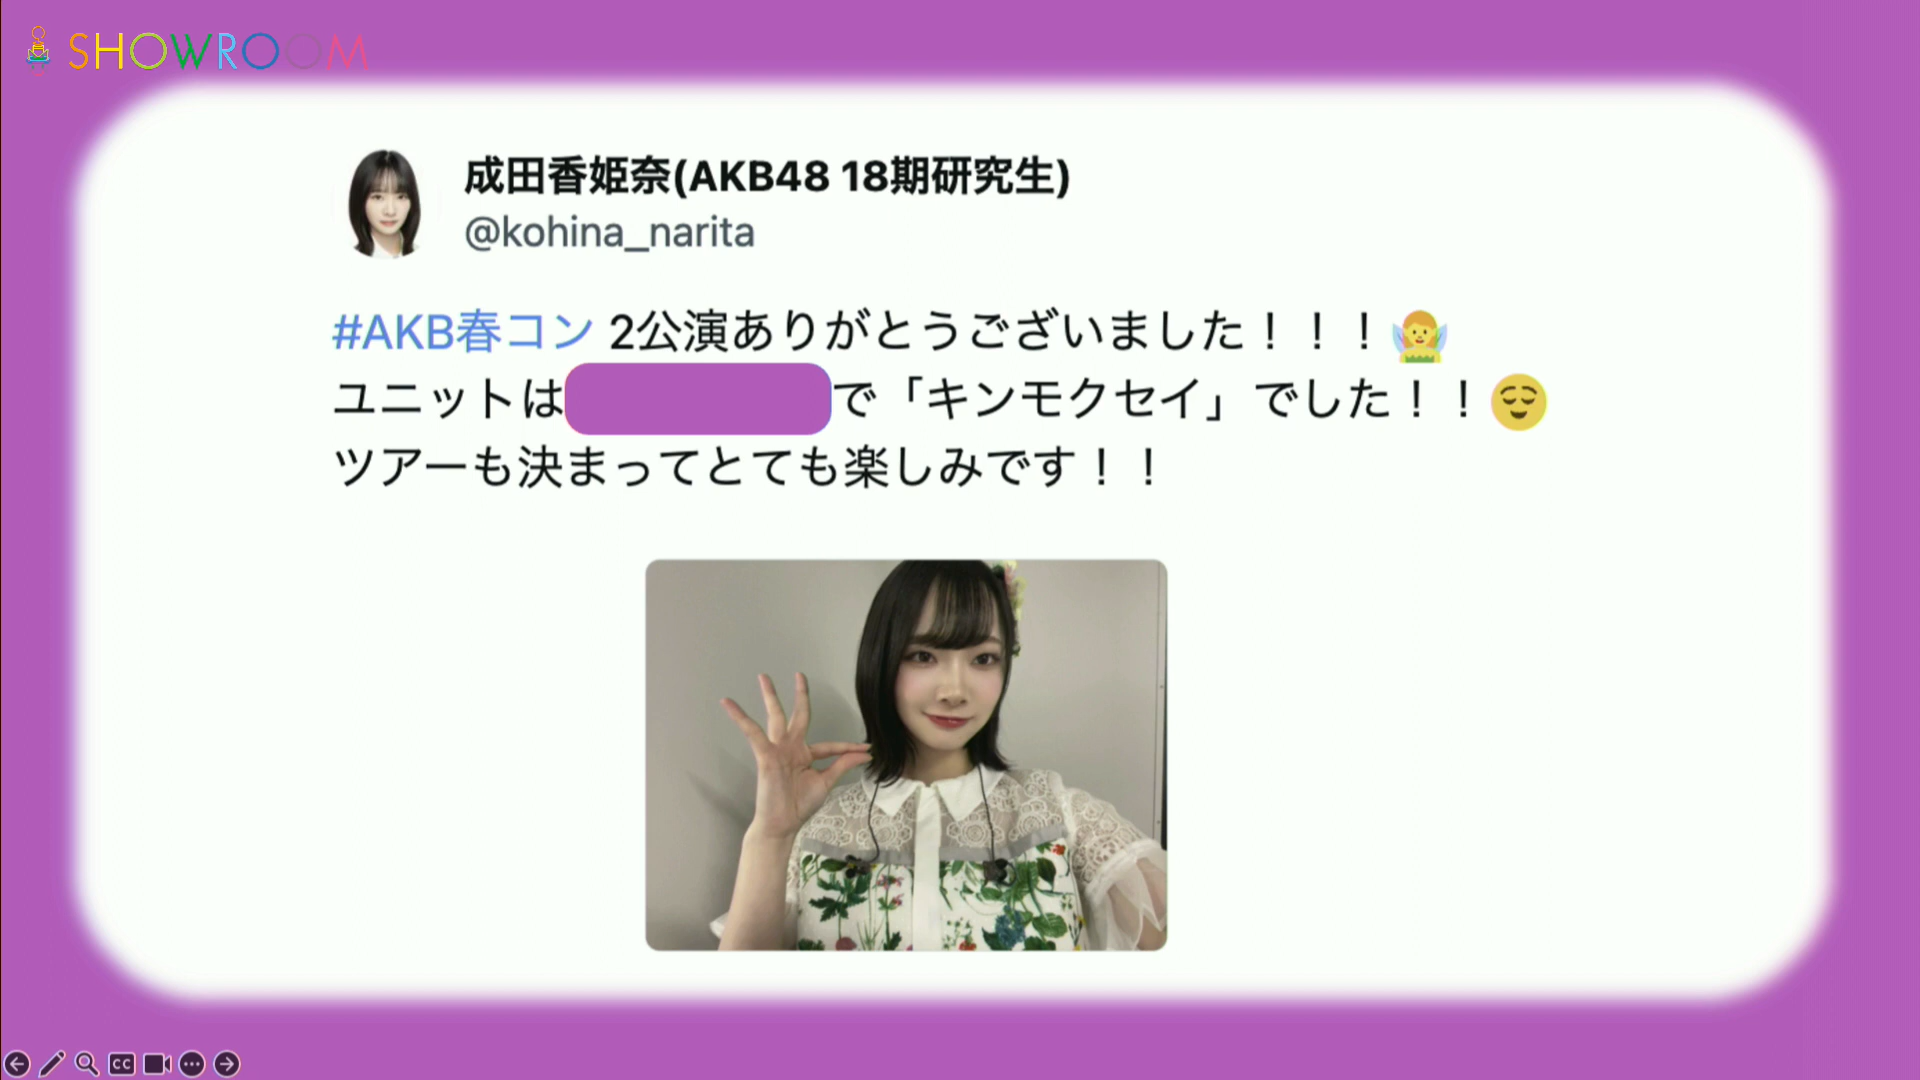 SHOWROOM
成田香姫奈(AKB48 18期研究生)
@kohina_narita
#AKB春コン 2公演ありがとうございました！！！
ユニットは で「キンモクセイ」でした！！
ツアーも決まってとても楽しみです！！
CC